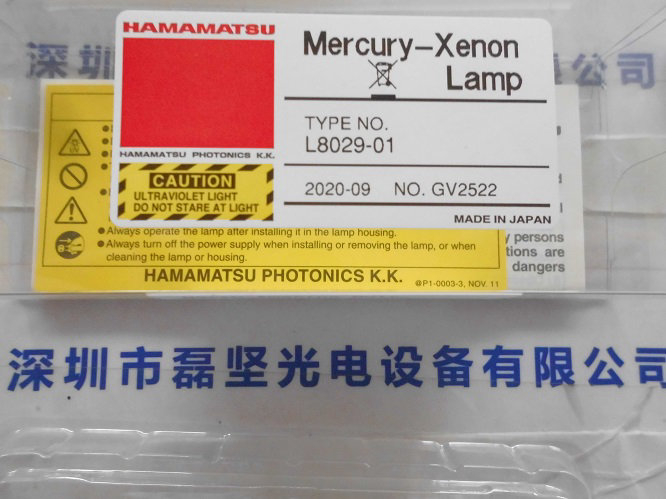 深圳
公司
HAMAMATSU
Mercury–Xenon
Lamp
HAMAMATSU PHOTONICS K.K.
TYPE NO.
L8029-01
CAUTION
ULTRAVIOLET LIGHT
DO NOT STARE AT LIGHT
2020-09 NO. GV2522
MADE IN JAPAN
UV
●Always operate the lamp after installing it in the lamp housing.
●Always turn off the power supply when installing or removing the lamp, or when
cleaning the lamp or housing.
HAMAMATSU PHOTONICS K.K.
@P1-0003-3, NOV. 11
persons
tions are
dangers
深圳市磊坚光电设备有限公司